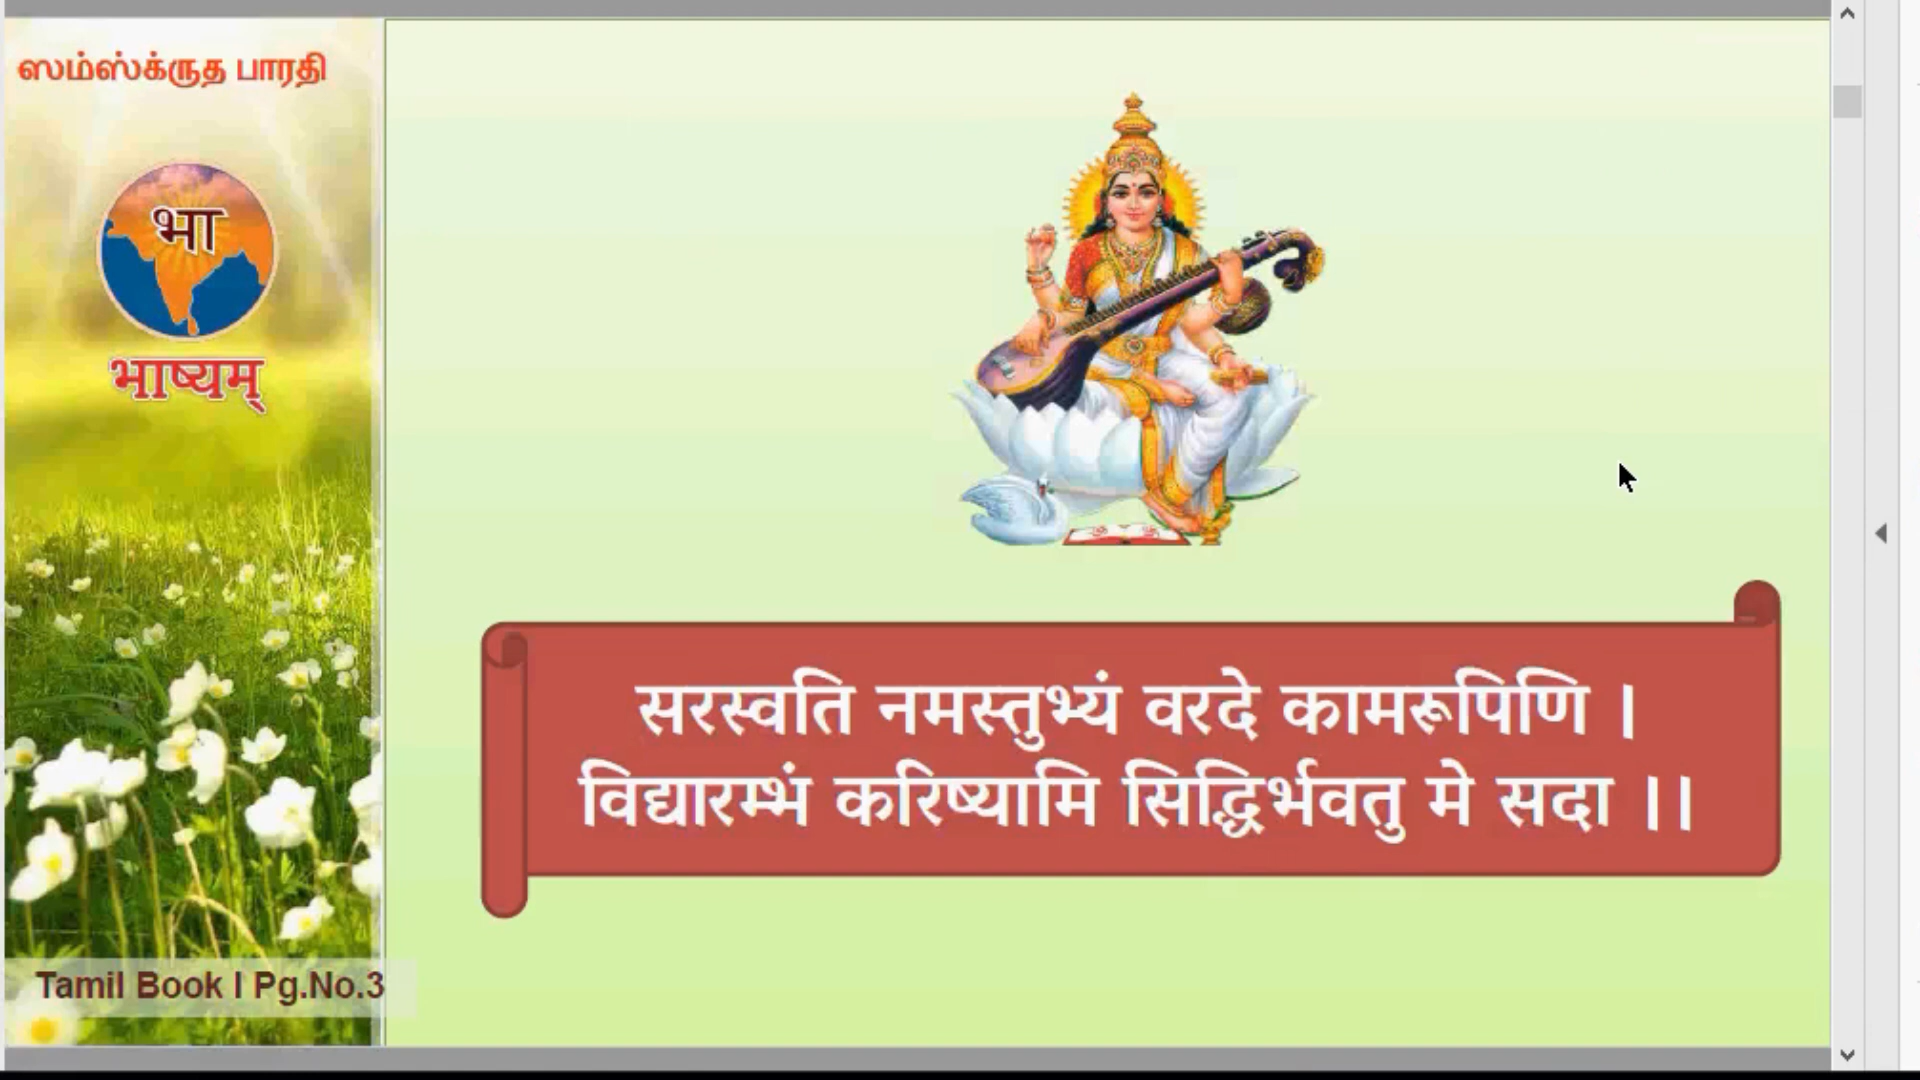 ஸம்ஸ்க்ருத பாரதி
भा
भाष्यम्
सरस्वति नमस्तुभ्यं वरदे कामरूपिणि ।
विद्यारम्भं करिष्यामि सिद्धिर्भवतु मे सदा ।।
Tamil Book I Pg.No.3